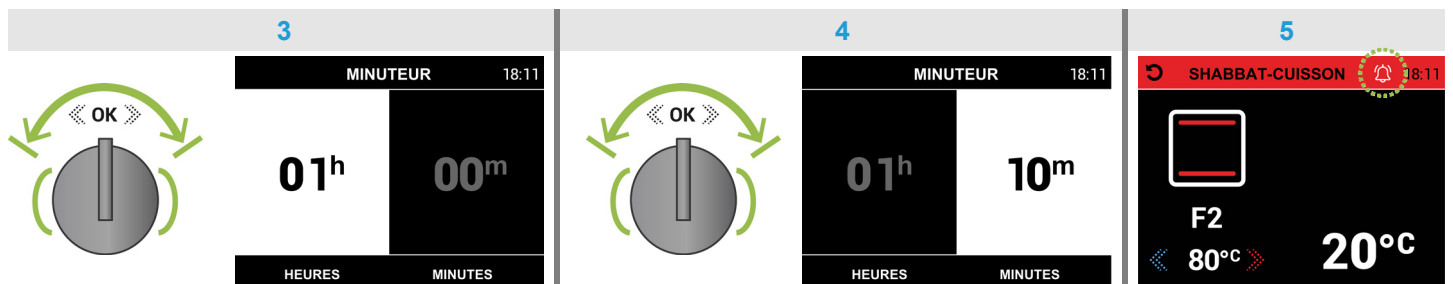 3
OK
MINUTEUR 18:11
01h 00m
HEURES MINUTES
4
OK
MINUTEUR 18:11
01h 10m
HEURES MINUTES
5
SHABBAT-CUISSON 18:11
F2
80°C
20°C